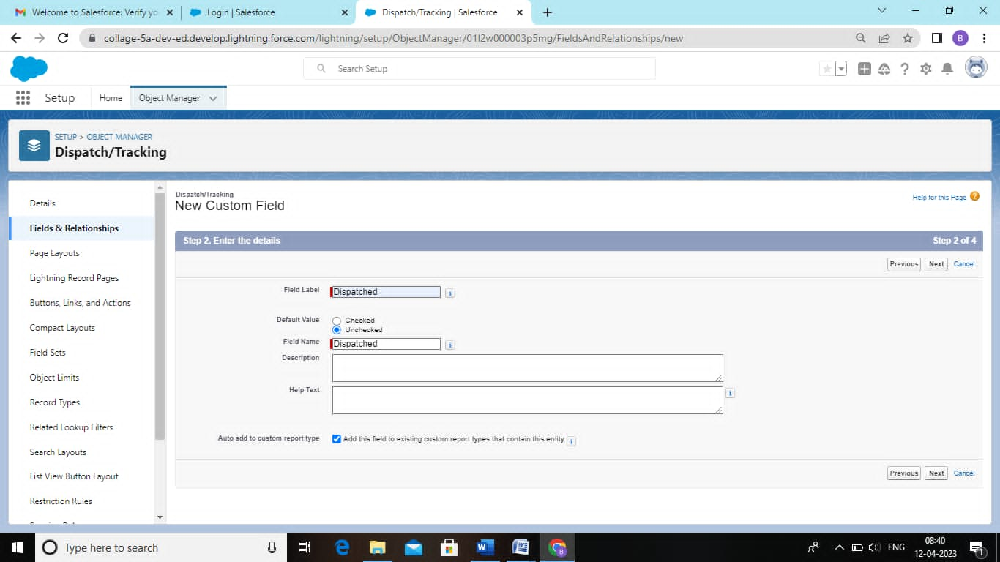 Welcome to Salesforce: Verify yo
Login | Salesforce
Dispatch/Tracking | Salesforce
collage-5a-dev-ed.develop.lightning.force.com/lightning/setup/ObjectManager/01I2w000003p5mg/FieldsAndRelationships/new
B
Search Setup
Setup
Home
Object Manager
SETUP > OBJECT MANAGER
Dispatch/Tracking
Details
Fields & Relationships
Page Layouts
Lightning Record Pages
Buttons, Links, and Actions
Compact Layouts
Field Sets
Object Limits
Record Types
Related Lookup Filters
Search Layouts
List View Button Layout
Restriction Rules
Dispatch/Tracking
New Custom Field
Help for this Page ?
Step 2. Enter the details
Step 2 of 4
Previous Next Cancel
Field Label Dispatched i
Default Value Checked
Unchecked
Field Name Dispatched i
Description
Help Text i
Auto add to custom report type Add this field to existing custom report types that contain this entity i
Previous Next Cancel
Type here to search
ENG
08:40
12-04-2023
1